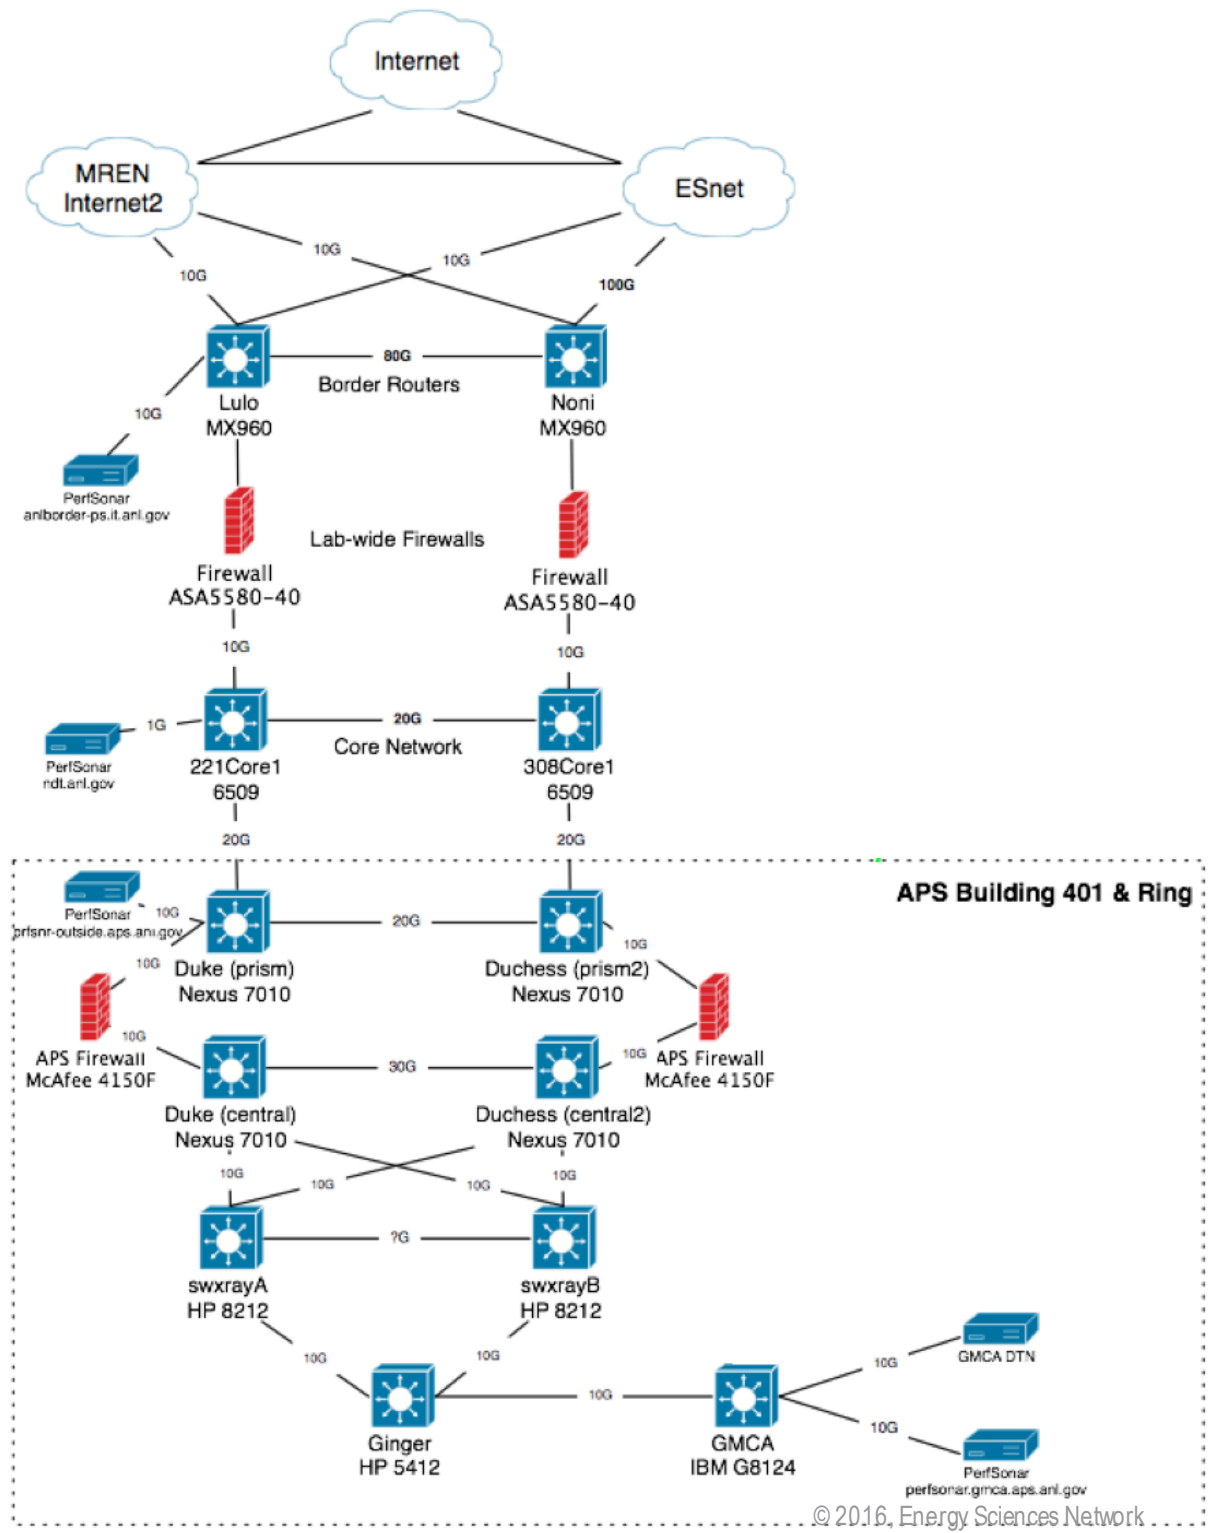 Internet
MREN
Internet2
ESnet
10G
10G
10G
100G
80G
Border Routers
Lulo
MX960
Noni
MX960
10G
PerfSonar
anlborder-ps.it.anl.gov
Lab-wide Firewalls
Firewall
ASA5580-40
Firewall
ASA5580-40
10G
10G
1G
20G
Core Network
PerfSonar
ndt.anl.gov
221Core1
6509
308Core1
6509
20G
20G
APS Building 401 & Ring
PerfSonar
prfsnr-outside.aps.anl.gov
10G
20G
10G
10G
Duke (prism)
Nexus 7010
Duchess (prism2)
Nexus 7010
10G
APS Firewall
McAfee 4150F
30G
10G
APS Firewall
McAfee 4150F
Duke (central)
Nexus 7010
Duchess (central2)
Nexus 7010
10G
10G
10G
10G
?G
swxrayA
HP 8212
swxrayB
HP 8212
10G
10G
10G
10G
GMCA DTN
10G
Ginger
HP 5412
GMCA
IBM G8124
PerfSonar
perfsonar.gmca.aps.anl.gov
© 2016, Energy Sciences Network